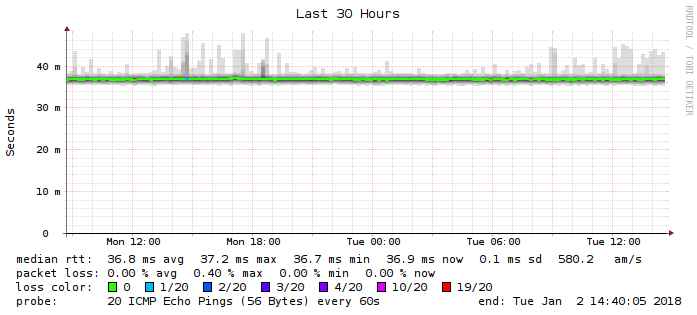 Last 30 Hours
RRDTOOL / TOBI OETIKER
Seconds
40 m
30 m
20 m
10 m
0
Mon 12:00 Mon 18:00 Tue 00:00 Tue 06:00 Tue 12:00
median rtt: 36.8 ms avg 37.2 ms max 36.7 ms min 36.9 ms now 0.1 ms sd 580.2 am/s
packet loss: 0.00 % avg 0.40 % max 0.00 % min 0.00 % now
loss color: 0 1/20 2/20 3/20 4/20 10/20 19/20
probe: 20 ICMP Echo Pings (56 Bytes) every 60s end: Tue Jan 2 14:40:05 2018